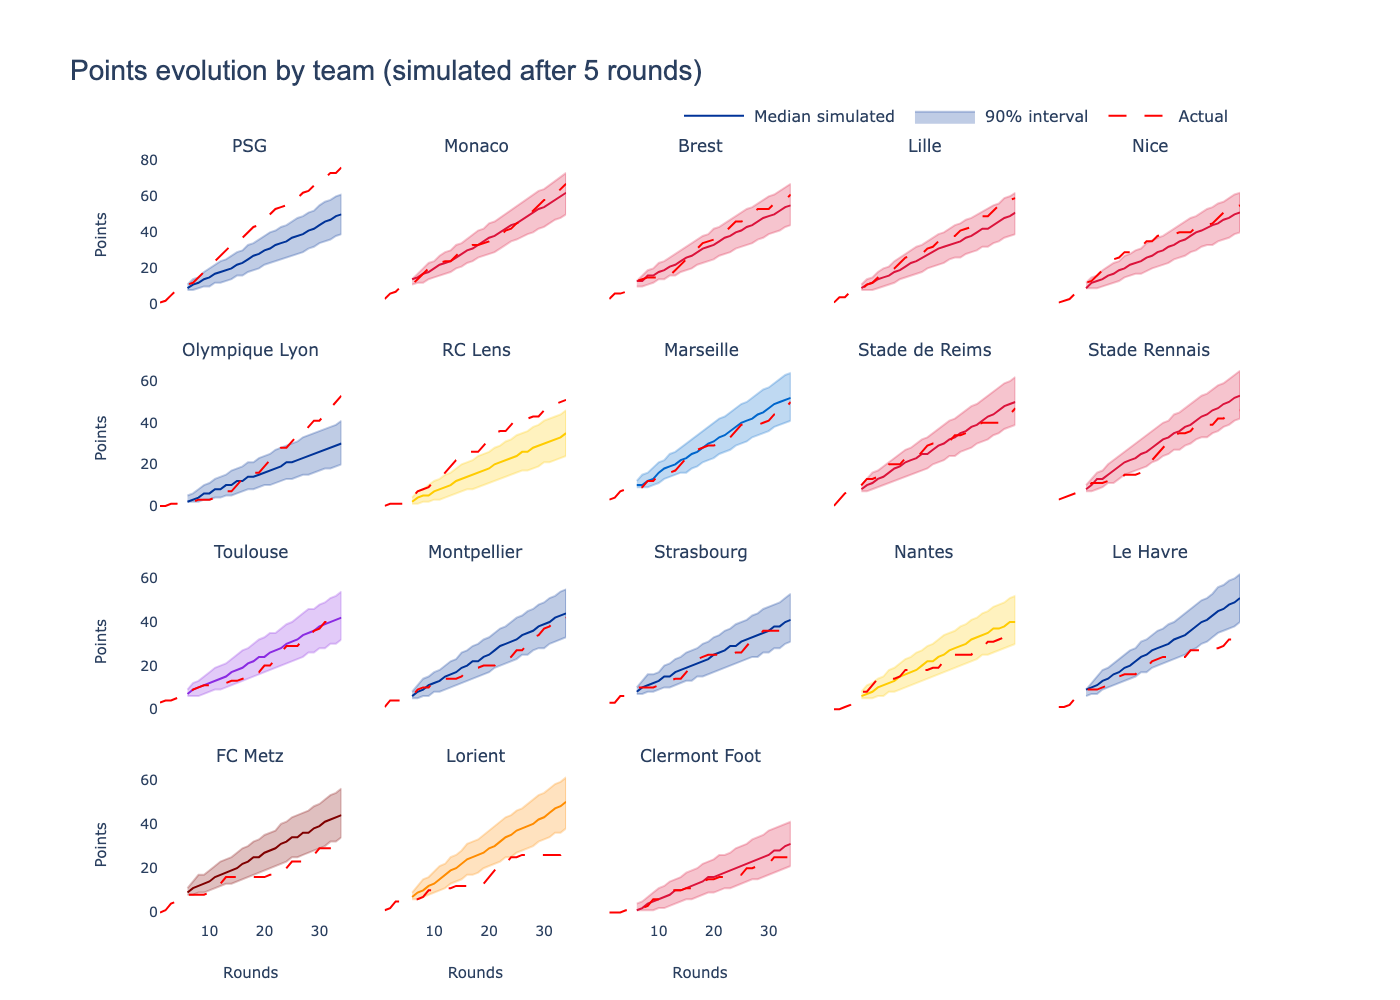 Points evolution by team (simulated after 5 rounds)
Median simulated 90% interval Actual
PSG Monaco Brest Lille Nice
80
60
40
20
0
Points
Olympique Lyon RC Lens Marseille Stade de Reims Stade Rennais
60
40
20
0
Points
Toulouse Montpellier Strasbourg Nantes Le Havre
60
40
20
0
Points
FC Metz Lorient Clermont Foot
60
40
20
0
Points
10 20 30 10 20 30 10 20 30
Rounds Rounds Rounds